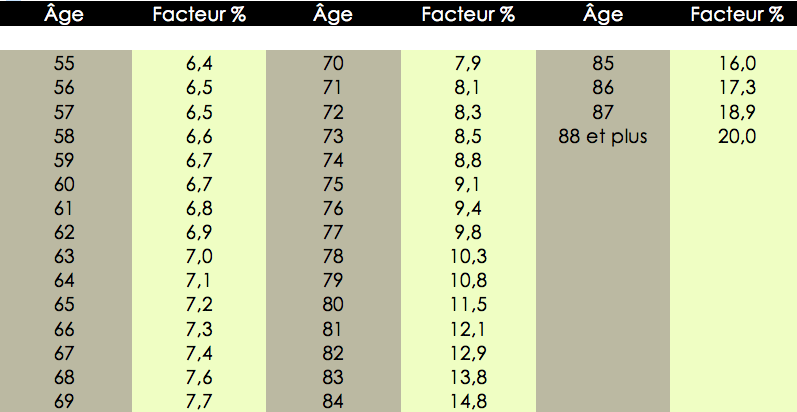 Âge Facteur % Âge Facteur % Âge Facteur %
55 6,4 70 7,9 85 16,0
56 6,5 71 8,1 86 17,3
57 6,5 72 8,3 87 18,9
58 6,6 73 8,5 88 et plus 20,0
59 6,7 74 8,8
60 6,7 75 9,1
61 6,8 76 9,4
62 6,9 77 9,8
63 7,0 78 10,3
64 7,1 79 10,8
65 7,2 80 11,5
66 7,3 81 12,1
67 7,4 82 12,9
68 7,6 83 13,8
69 7,7 84 14,8